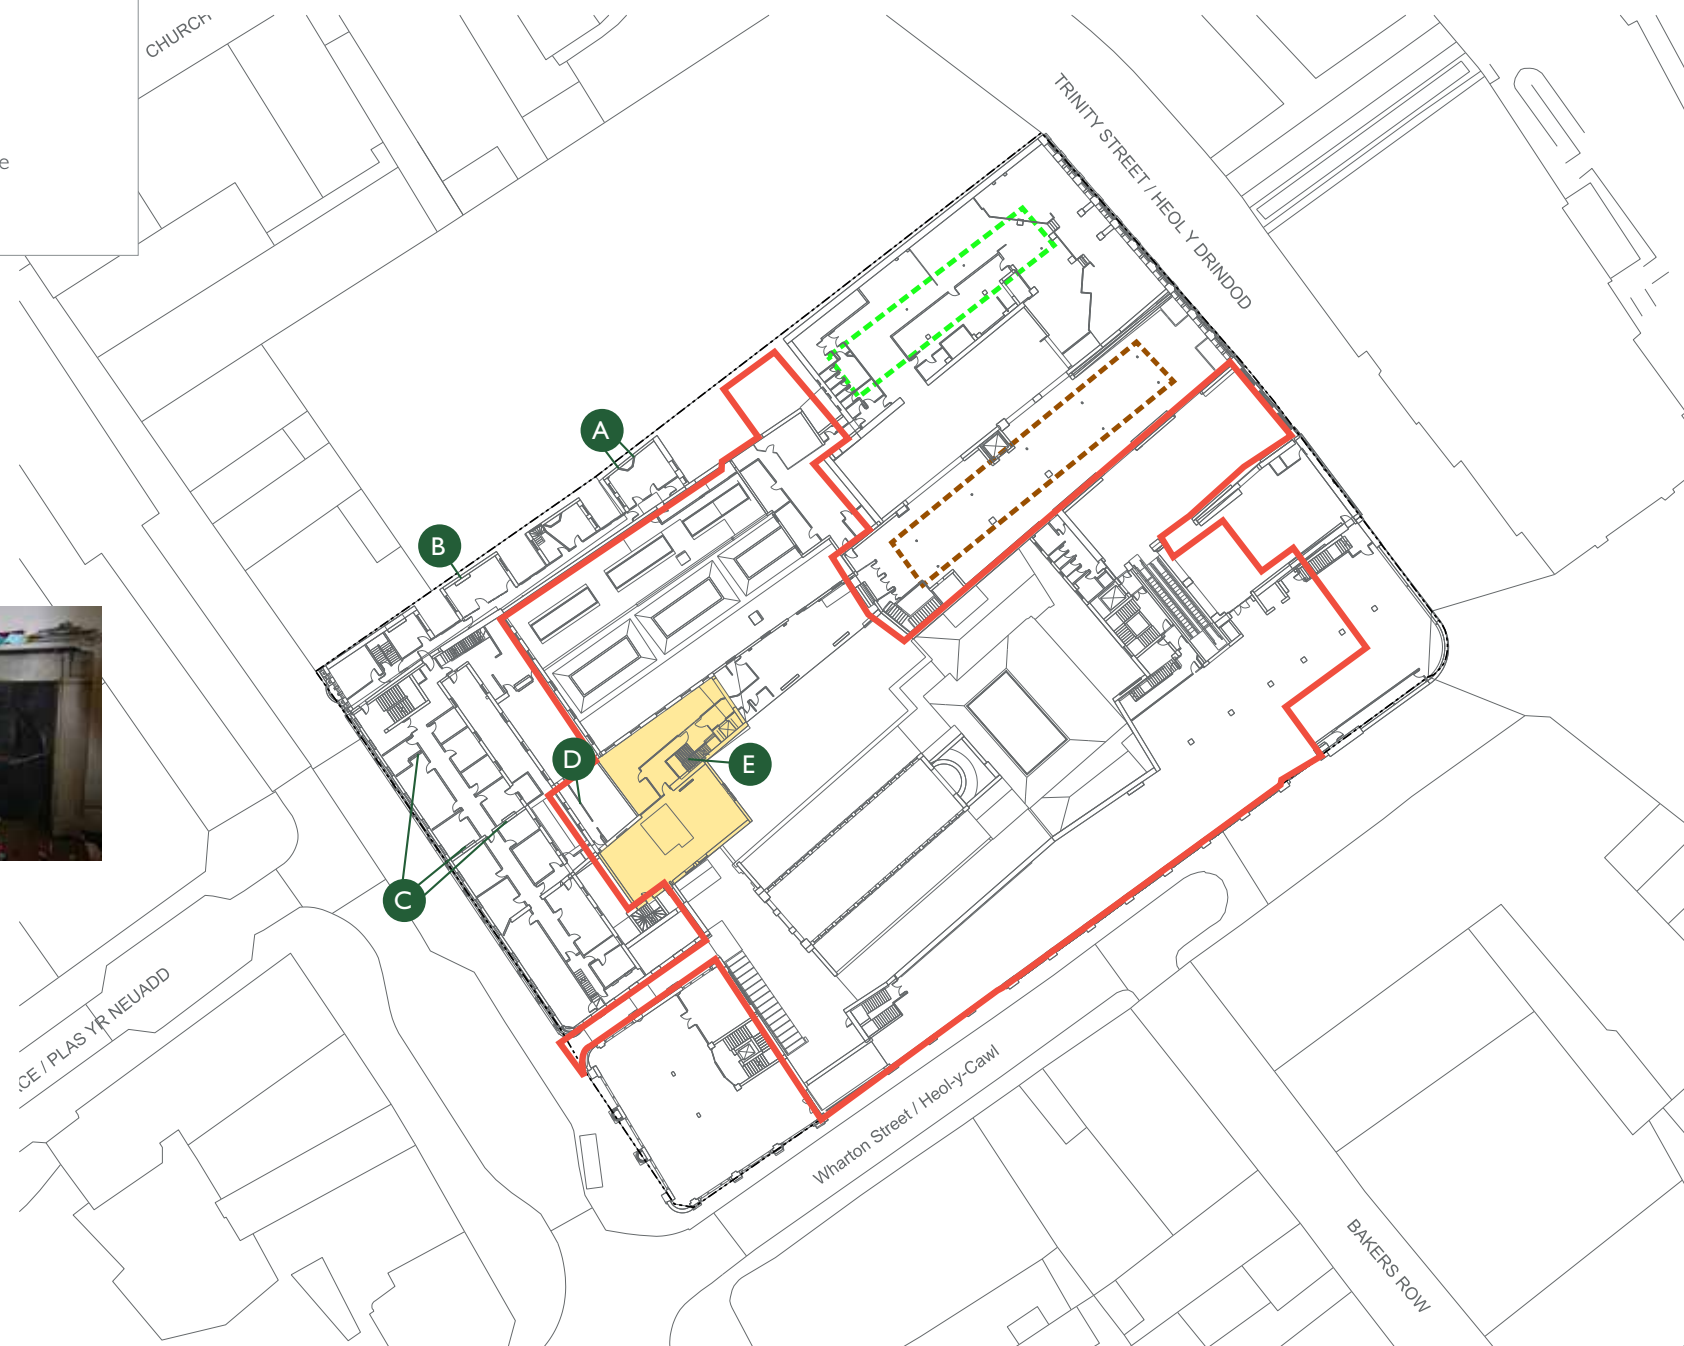 CHURCH
e
TRINITY STREET / HEOL Y DRINDOD
A
B
D
E
C
CE / PLAS YR NEUADD
Wharton Street / Heol-y-Cawl
BAKERS ROW